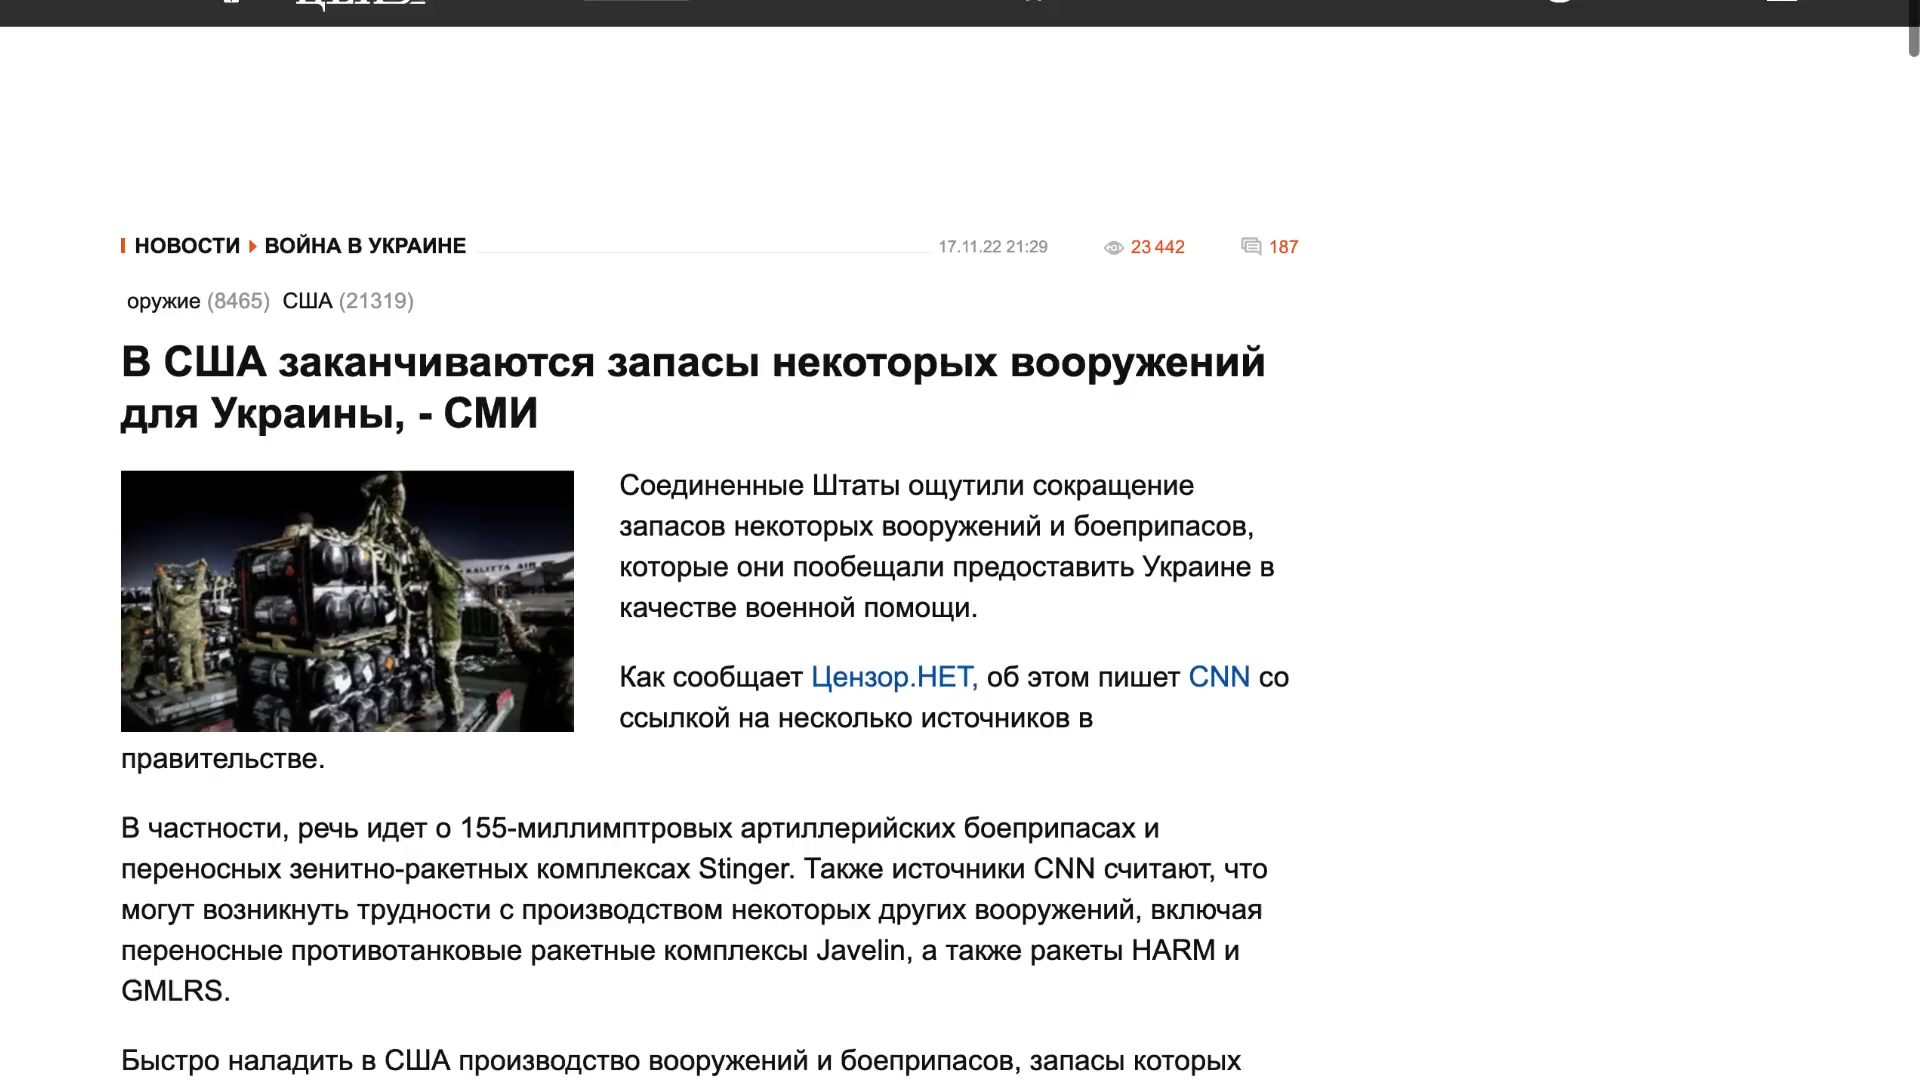 НОВОСТИ ВОЙНА В УКРАИНЕ 17.11.22 21:29 23 442 187
оружие (8465) США (21319)
В США заканчиваются запасы некоторых вооружений
для Украины, - СМИ
KALITTA AIR
Соединенные Штаты ощутили сокращение
запасов некоторых вооружений и боеприпасов,
которые они пообещали предоставить Украине в
качестве военной помощи.
Как сообщает Цензор.НЕТ, об этом пишет CNN со
ссылкой на несколько источников в
правительстве.
В частности, речь идет о 155-миллимптровых артиллерийских боеприпасах и
переносных зенитно-ракетных комплексах Stinger. Также источники CNN считают, что
могут возникнуть трудности с производством некоторых других вооружений, включая
переносные противотанковые ракетные комплексы Javelin, а также ракеты HARM и
GMLRS.
Быстро наладить в США производство вооружений и боеприпасов, запасы которых